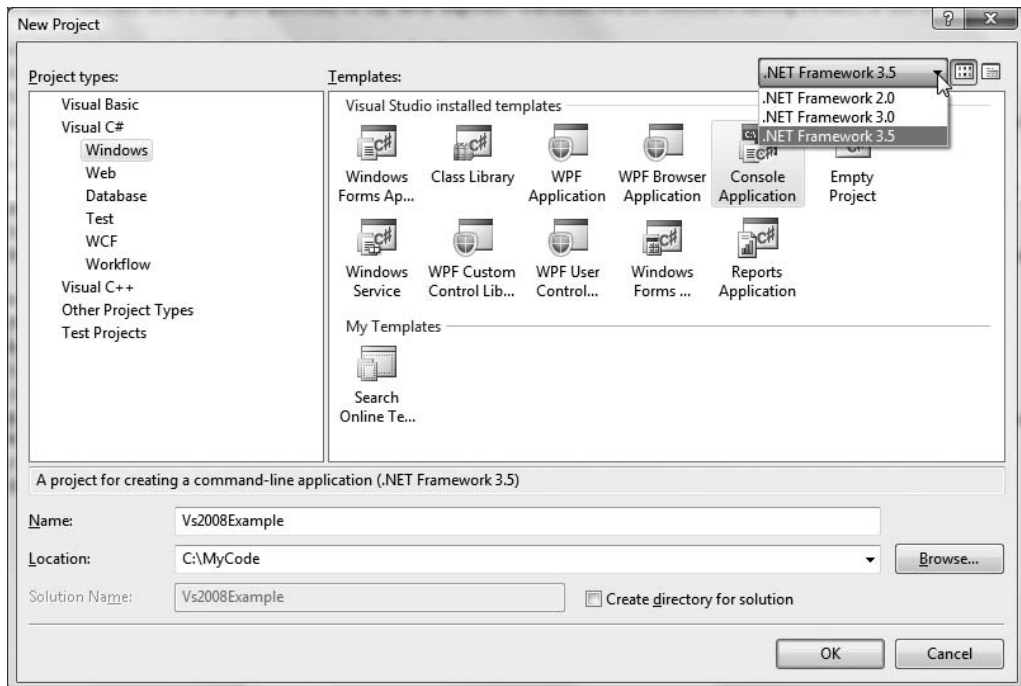 New Project
Project types:
Templates:
.NET Framework 3.5
.NET Framework 2.0
.NET Framework 3.0
.NET Framework 3.5
Visual Basic
Visual C#
Windows
Web
Database
Test
WCF
Workflow
Visual C++
Other Project Types
Test Projects
Visual Studio installed templates
Windows
Forms Ap...
Class Library
WPF
Application
WPF Browser
Application
Console
Application
Empty
Project
Windows
Service
WPF Custom
Control Lib...
WPF User
Control...
Windows
Forms ...
Reports
Application
My Templates
Search
Online Te...
A project for creating a command-line application (.NET Framework 3.5)
Name:
Vs2008Example
Location:
C:\MyCode
Browse...
Solution Name:
Vs2008Example
Create directory for solution
OK
Cancel